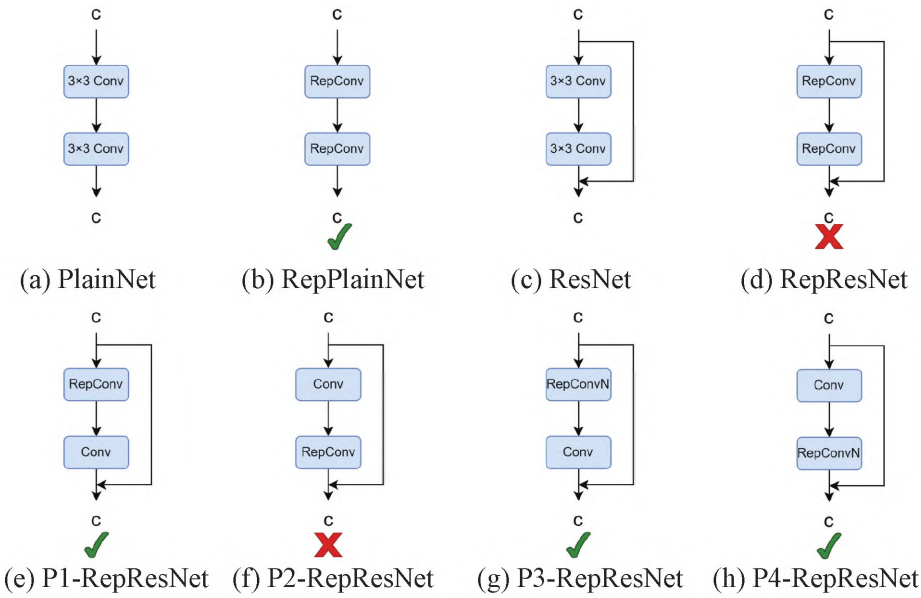 C C C C
3×3 Conv RepConv 3×3 Conv RepConv
3×3 Conv RepConv 3×3 Conv RepConv
C C C C
(a) PlainNet (b) RepPlainNet (c) ResNet (d) RepResNet
C C C C
RepConv Conv RepConvN Conv
Conv RepConv Conv RepConvN
C C C C
(e) P1-RepResNet (f) P2-RepResNet (g) P3-RepResNet (h) P4-RepResNet